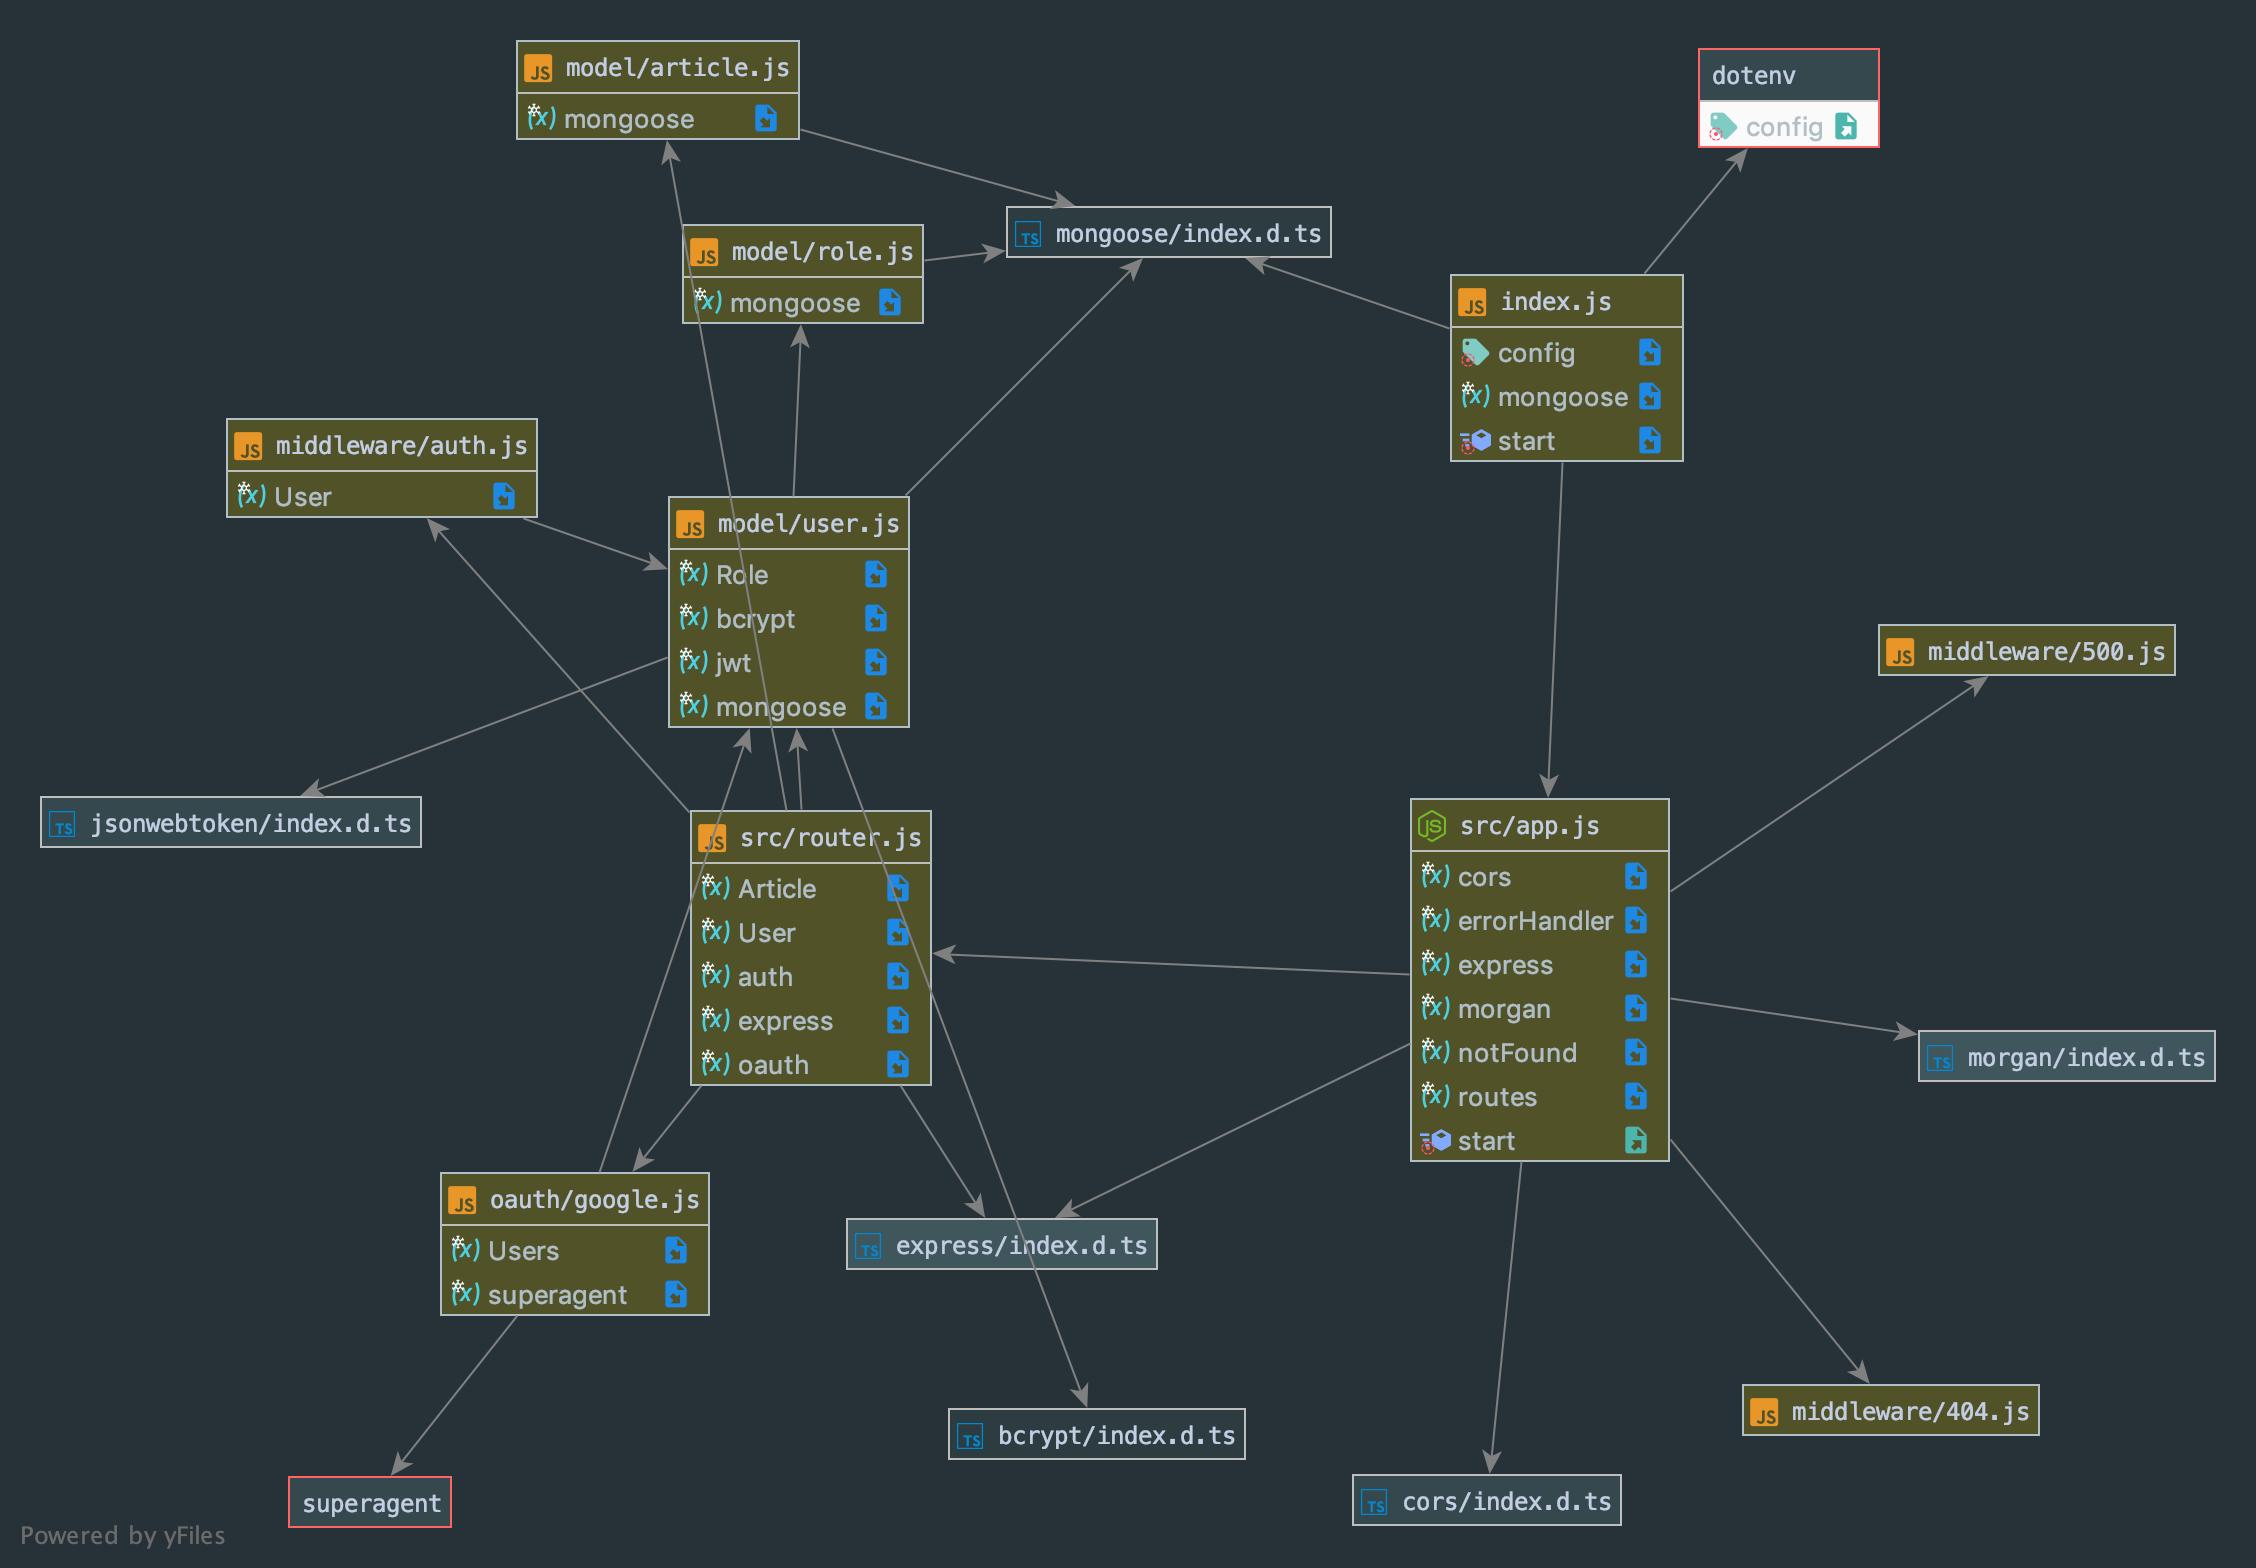 model/article.js
mongoose
dotenv
config
mongoose/index.d.ts
model/role.js
mongoose
index.js
config
mongoose
start
middleware/auth.js
User
model/user.js
Role
bcrypt
jwt
mongoose
middleware/500.js
jsonwebtoken/index.d.ts
src/router.js
Article
User
auth
express
oauth
src/app.js
cors
errorHandler
express
morgan
notFound
routes
start
morgan/index.d.ts
oauth/google.js
Users
superagent
express/index.d.ts
bcrypt/index.d.ts
middleware/404.js
superagent
cors/index.d.ts
Powered by yFiles